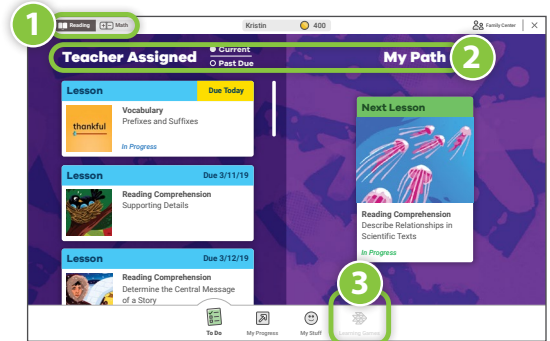 1
Reading
Math
Kristin
400
Family Center
Teacher Assigned
Current
Past Due
My Path
2
Lesson
Due Today
thankful
Vocabulary
Prefixes and Suffixes
In Progress
Lesson
Due 3/11/19
Reading Comprehension
Supporting Details
Lesson
Due 3/12/19
Reading Comprehension
Determine the Central Message
of a Story
Next Lesson
Reading Comprehension
Describe Relationships in
Scientific Texts
In Progress
3
To Do
My Progress
My Stuff
Learning Games